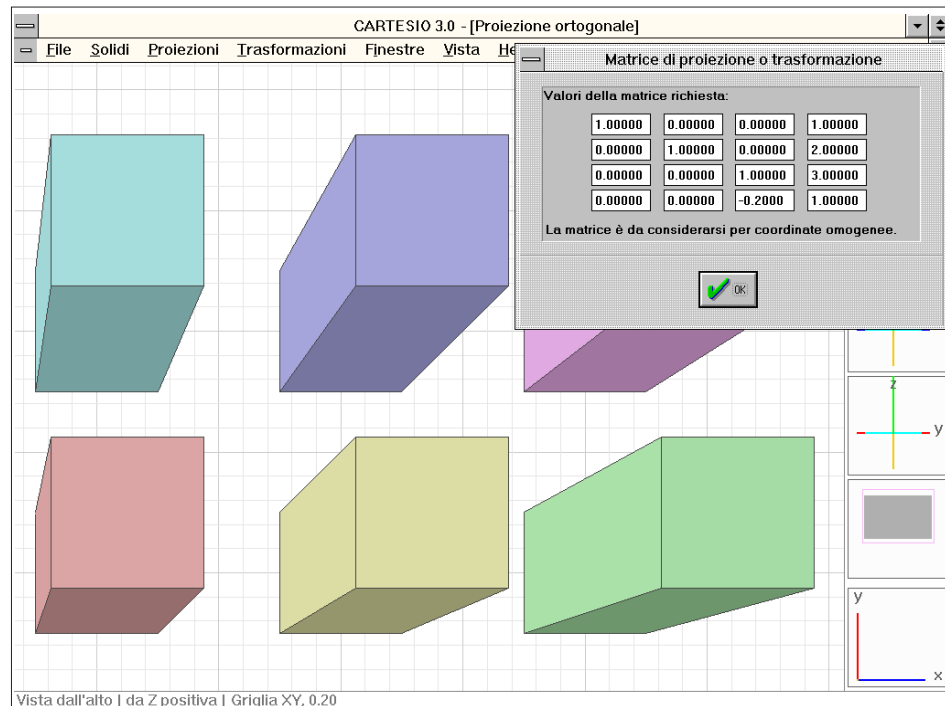 CARTESIO 3.0 - [Proiezione ortogonale]
File Solidi Proiezioni Trasformazioni Finestre Vista He
Matrice di proiezione o trasformazione
Valori della matrice richiesta:
1.00000 0.00000 0.00000 1.00000
0.00000 1.00000 0.00000 2.00000
0.00000 0.00000 1.00000 3.00000
0.00000 0.00000 -0.2000 1.00000
La matrice è da considerarsi per coordinate omogenee.
OK
z
y
y
x
Vista dall'alto | da Z positiva | Griglia XY, 0.20